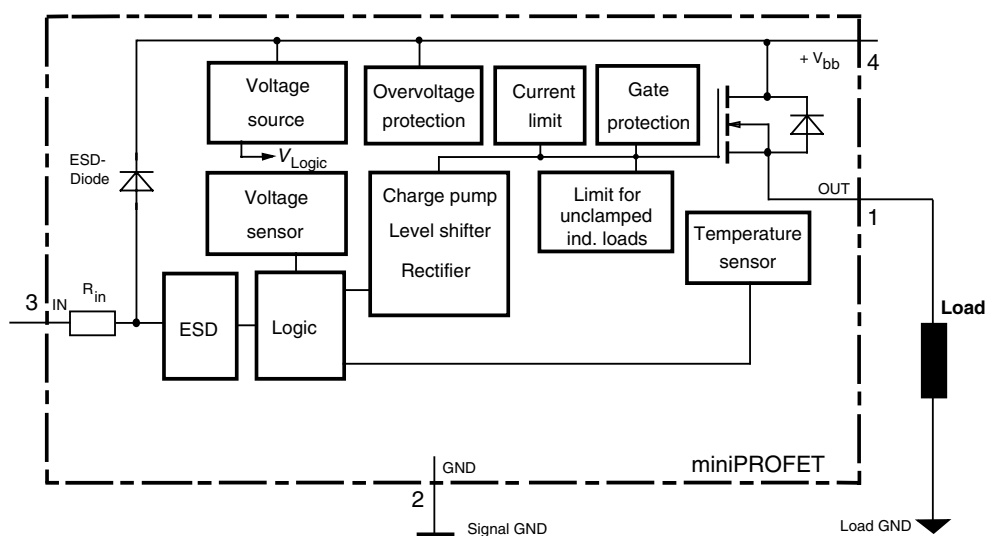 + Vbb
4
Voltage
source
Overvoltage
protection
Current
limit
Gate
protection
VLogic
ESD-
Diode
Voltage
sensor
Charge pump
Level shifter
Rectifier
Limit for
unclamped
ind. loads
OUT
1
Temperature
sensor
3
IN
Rin
ESD
Logic
Load
miniPROFET
GND
2
Signal GND
Load GND